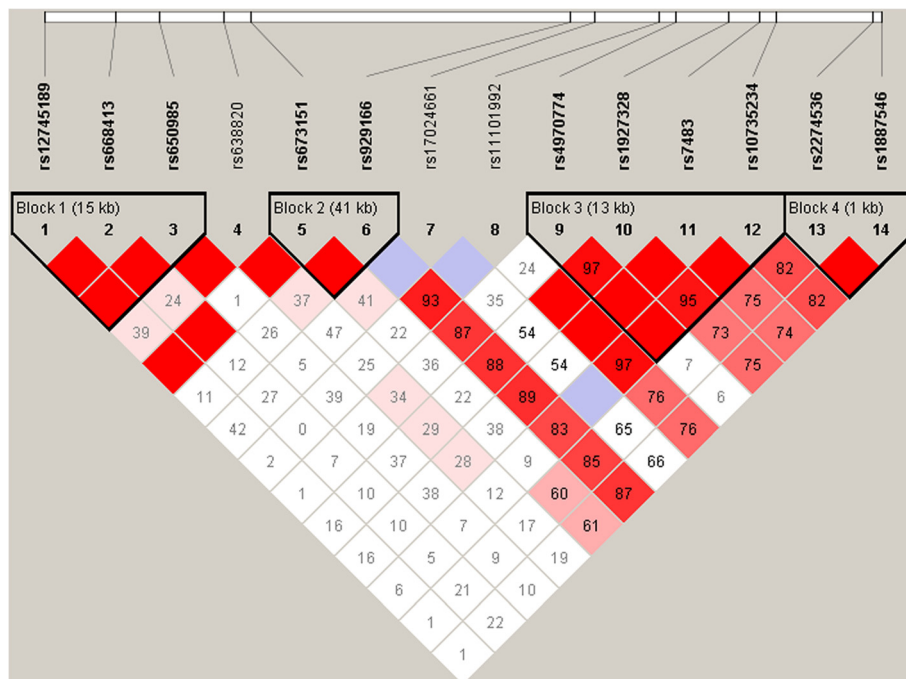 rs12745189
rs668413
rs650985
rs638820
rs673151
rs929166
rs17024661
rs11101992
rs4970774
rs1927328
rs7483
rs10735234
rs2274536
rs1887546
Block 1 (15 kb) Block 2 (41 kb) Block 3 (13 kb) Block 4 (1 kb)
1 2 3 4 5 6 7 8 9 10 11 12 13 14
24 97 82
24 1 37 41 93 35 95 75 82
39 26 47 22 87 54 73 74
12 5 25 36 88 54 97 7 75
11 27 39 34 22 89 76 6
42 0 19 29 38 83 65 76
2 7 37 28 9 85 66
1 10 38 12 60 87
16 10 7 17 61
16 5 9 19
6 21 10
1 22
1